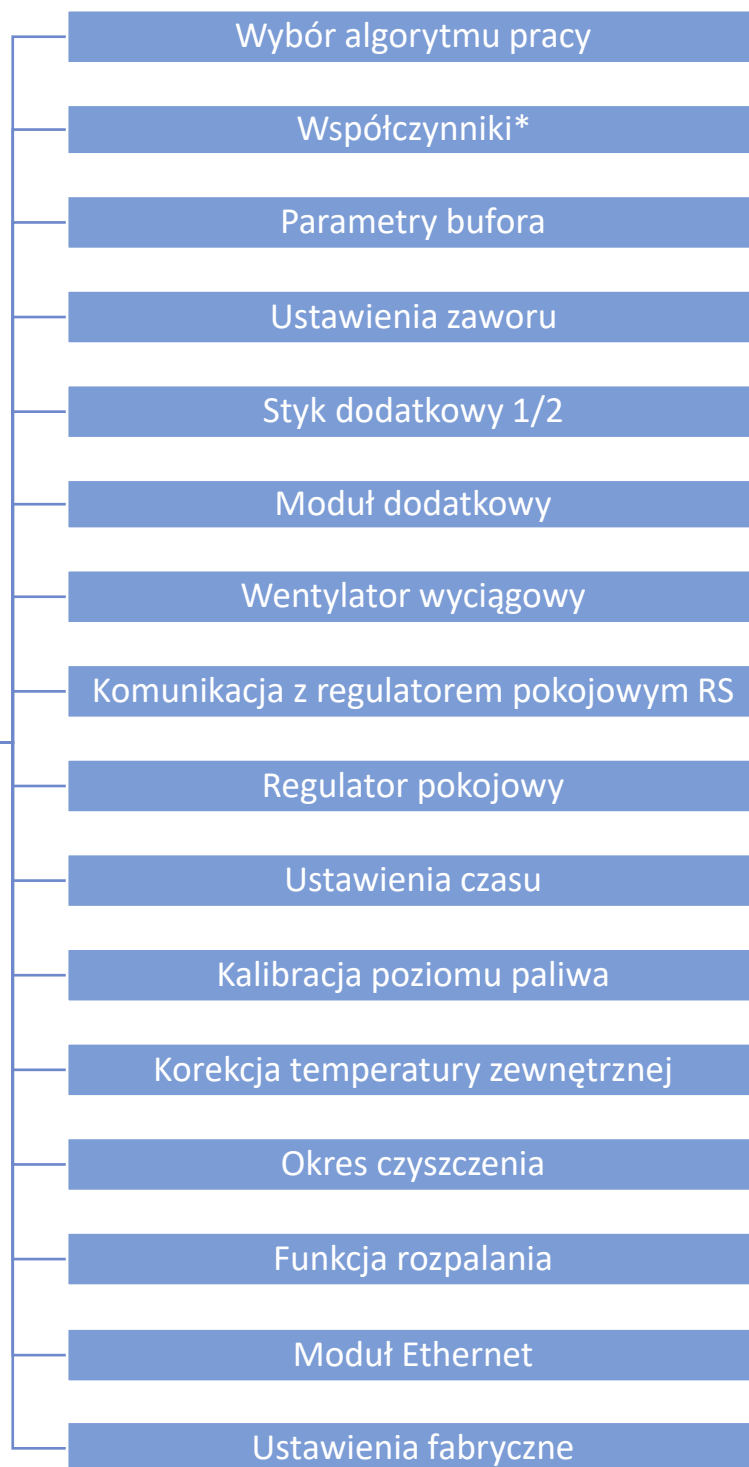 Wybór algorytmu pracy
Współczynniki*
Parametry bufora
Ustawienia zaworu
Styk dodatkowy 1/2
Moduł dodatkowy
Wentylator wyciągowy
Komunikacja z regulatorem pokojowym RS
Regulator pokojowy
Ustawienia czasu
Kalibracja poziomu paliwa
Korekcja temperatury zewnętrznej
Okres czyszczenia
Funkcja rozpalania
Moduł Ethernet
Ustawienia fabryczne